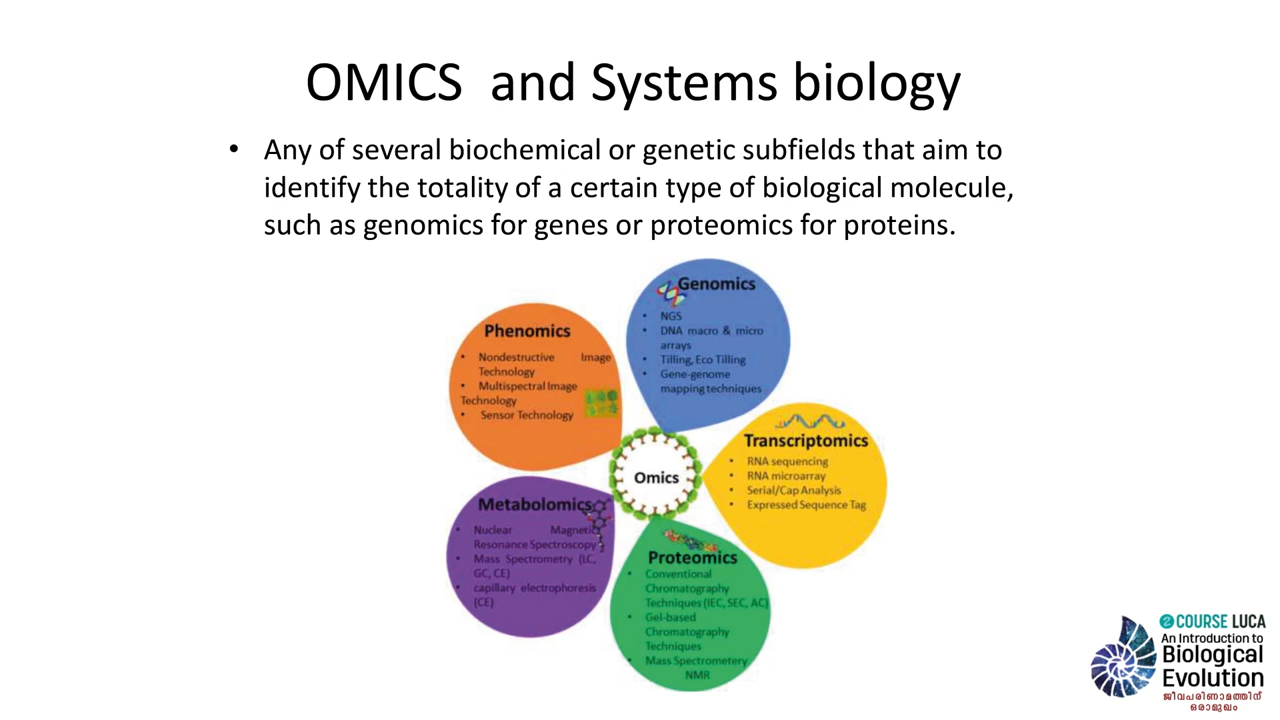 OMICS and Systems biology
• Any of several biochemical or genetic subfields that aim to
identify the totality of a certain type of biological molecule,
such as genomics for genes or proteomics for proteins.
Genomics
• NGS
• DNA macro & micro
arrays
• Tilling, Eco Tilling
• Gene-genome
mapping techniques
Phenomics
• Nondestructive Image
Technology
• Multispectral Image
Technology
• Sensor Technology
Transcriptomics
• RNA sequencing
• RNA microarray
• Serial/Cap Analysis
• Expressed Sequence Tag
Omics
Metabolomics
• Nuclear Magnetic
Resonance Spectroscopy
• Mass Spectrometry (LC,
GC, CE)
• capillary electrophoresis
(CE)
Proteomics
• Conventional
Chromatography
Techniques (IEC, SEC, AC)
• Gel-based
Chromatography
Techniques
• Mass Spectrometery
NMR
2 COURSE LUCA
An Introduction to
Biological
Evolution
ജീവപരിണാമത്തിന്
ഒരാമുഖം